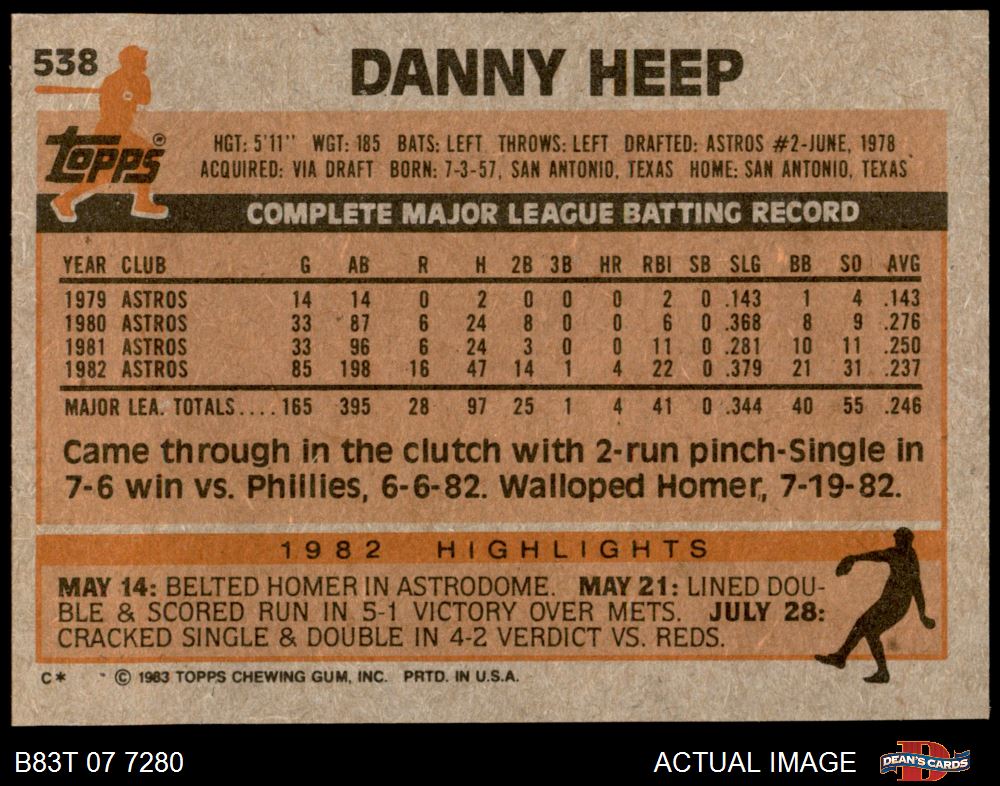 538
DANNY HEEP
TOPPS®
HGT: 5'11" WGT: 185 BATS: LEFT THROWS: LEFT DRAFTED: ASTROS #2-JUNE, 1978
ACQUIRED: VIA DRAFT BORN: 7-3-57, SAN ANTONIO, TEXAS HOME: SAN ANTONIO, TEXAS
COMPLETE MAJOR LEAGUE BATTING RECORD
YEAR CLUB G AB R H 2B 3B HR RBI SB SLG BB SO AVG
1979 ASTROS 14 14 0 2 0 0 0 2 0 .143 1 4 .143
1980 ASTROS 33 87 6 24 8 0 0 6 0 .368 8 9 .276
1981 ASTROS 33 96 6 24 3 0 0 11 0 .281 10 11 .250
1982 ASTROS 85 198 16 47 14 1 4 22 0 .379 21 31 .237
MAJOR LEA. TOTALS.... 165 395 28 97 25 1 4 41 0 .344 40 55 .246
Came through in the clutch with 2-run pinch-Single in
7-6 win vs. Phillies, 6-6-82. Walloped Homer, 7-19-82.
1982 HIGHLIGHTS
MAY 14: BELTED HOMER IN ASTRODOME. MAY 21: LINED DOU-
BLE & SCORED RUN IN 5-1 VICTORY OVER METS. JULY 28:
CRACKED SINGLE & DOUBLE IN 4-2 VERDICT VS. REDS.
C* © 1983 TOPPS CHEWING GUM, INC. PRTD. IN U.S.A.
B83T 07 7280 ACTUAL IMAGE D DEAN'S CARDS